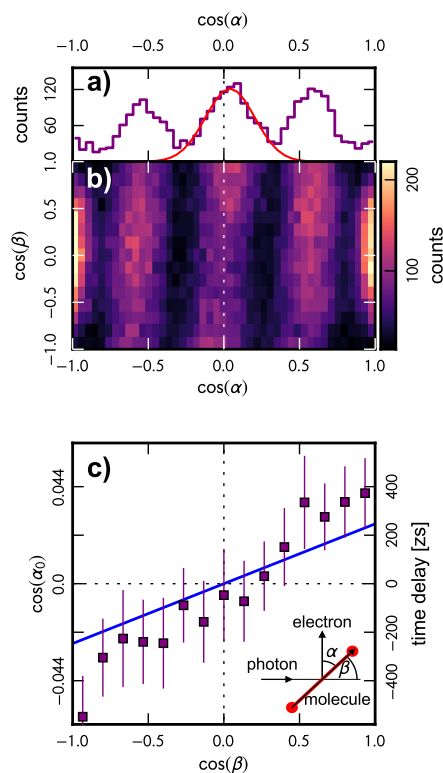 cos(α)
−1.0 −0.5 0.0 0.5 1.0
a)
120
60
counts
b)
1.0
0.5
0.0
−0.5
−1.0
cos(β)
200
100
counts
−1.0 −0.5 0.0 0.5 1.0
cos(α)
c)
0.044
0.0
−0.044
cos(α₀)
400
200
0
−200
−400
time delay [zs]
electron
α
β
photon
molecule
−1.0 −0.5 0.0 0.5 1.0
cos(β)